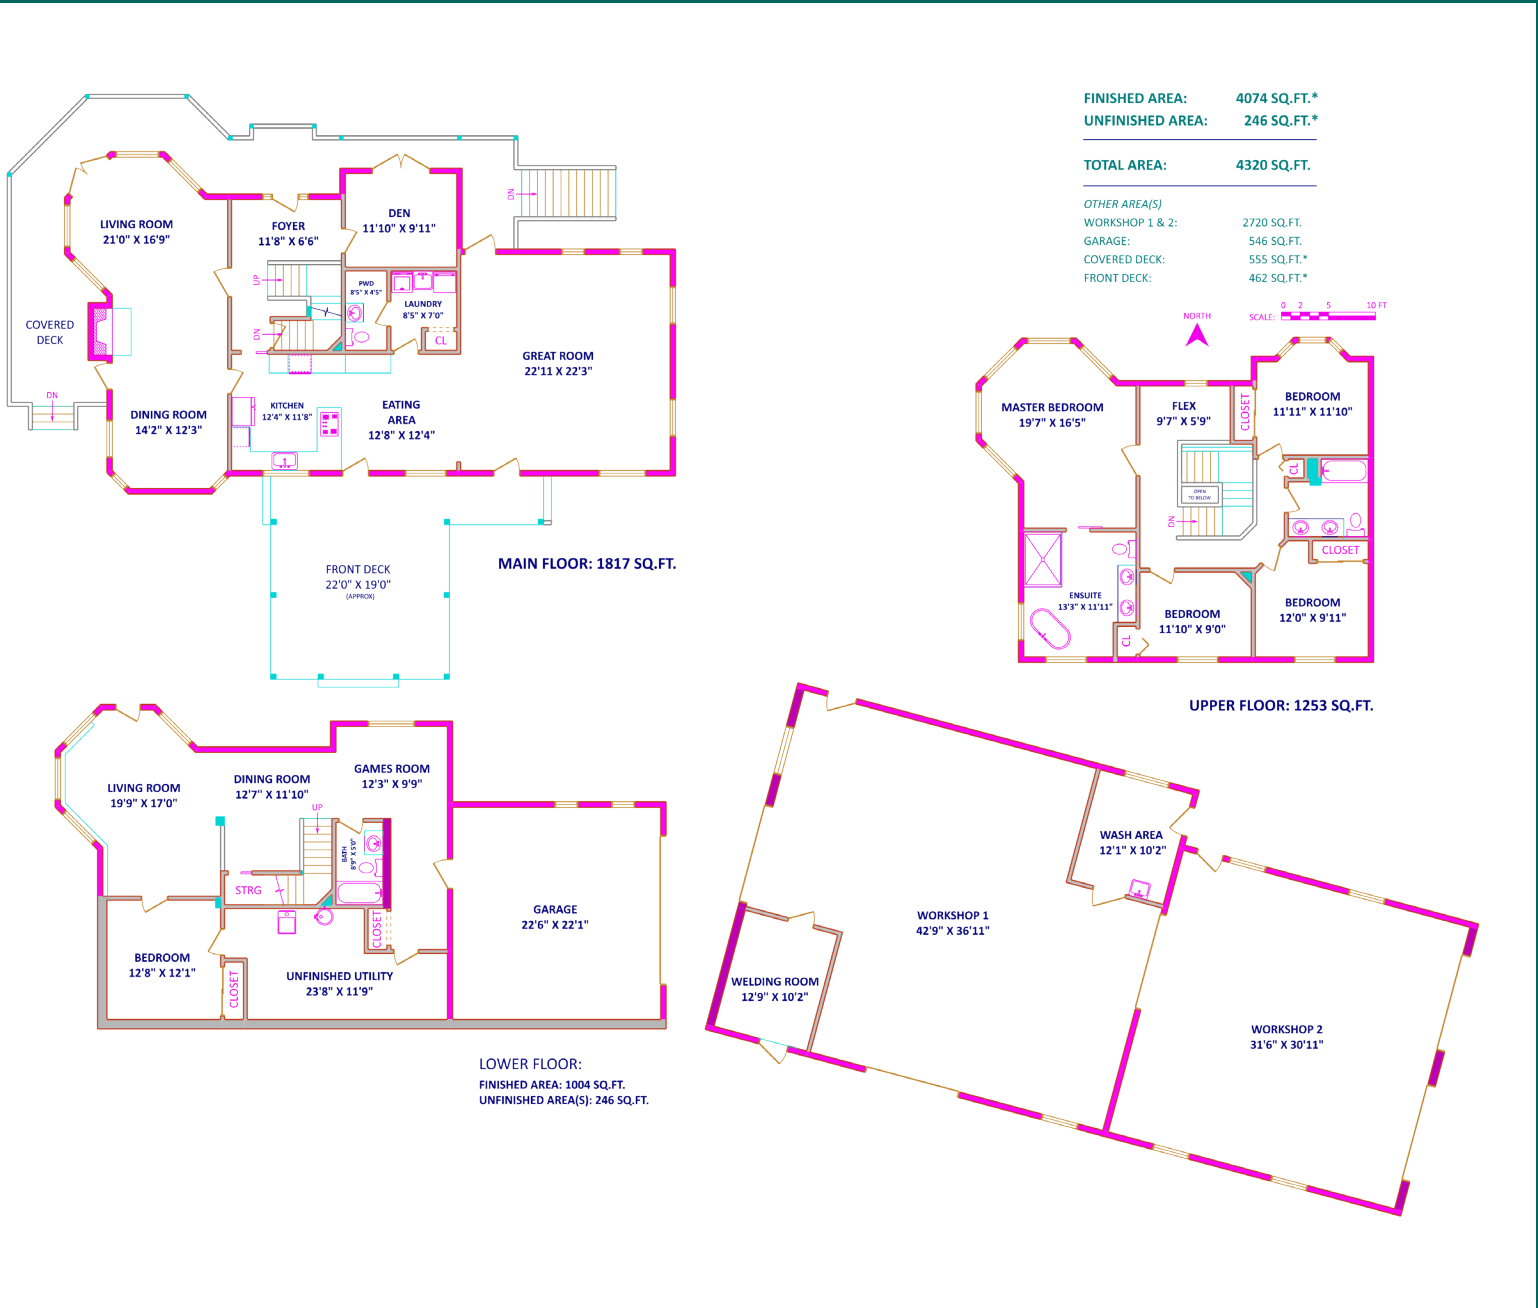 FINISHED AREA: 4074 SQ.FT.*
UNFINISHED AREA: 246 SQ.FT.*
TOTAL AREA: 4320 SQ.FT.
OTHER AREA(S)
WORKSHOP 1 & 2: 2720 SQ.FT.
GARAGE: 546 SQ.FT.
COVERED DECK: 555 SQ.FT.*
FRONT DECK: 462 SQ.FT.*
NORTH
SCALE:
0 2 5 10 FT
LIVING ROOM
21'0" X 16'9"
FOYER
11'8" X 6'6"
DEN
11'10" X 9'11"
DN
UP
PWD
8'5" X 4'5"
LAUNDRY
8'5" X 7'0"
CL
DN
COVERED
DECK
DN
GREAT ROOM
22'11 X 22'3"
DINING ROOM
14'2" X 12'3"
KITCHEN
12'4" X 11'8"
EATING
AREA
12'8" X 12'4"
FRONT DECK
22'0" X 19'0"
(APPROX)
MAIN FLOOR: 1817 SQ.FT.
MASTER BEDROOM
19'7" X 16'5"
FLEX
9'7" X 5'9"
CLOSET
BEDROOM
11'11" X 11'10"
CL
OPEN
TO BELOW
DN
CLOSET
ENSUITE
13'3" X 11'11"
CL
BEDROOM
11'10" X 9'0"
BEDROOM
12'0" X 9'11"
UPPER FLOOR: 1253 SQ.FT.
LIVING ROOM
19'9" X 17'0"
DINING ROOM
12'7" X 11'10"
GAMES ROOM
12'3" X 9'9"
UP
BATH
8'9" X 5'0"
STRG
CLOSET
GARAGE
22'6" X 22'1"
BEDROOM
12'8" X 12'1"
CLOSET
UNFINISHED UTILITY
23'8" X 11'9"
LOWER FLOOR:
FINISHED AREA: 1004 SQ.FT.
UNFINISHED AREA(S): 246 SQ.FT.
WASH AREA
12'1" X 10'2"
WORKSHOP 1
42'9" X 36'11"
WELDING ROOM
12'9" X 10'2"
WORKSHOP 2
31'6" X 30'11"